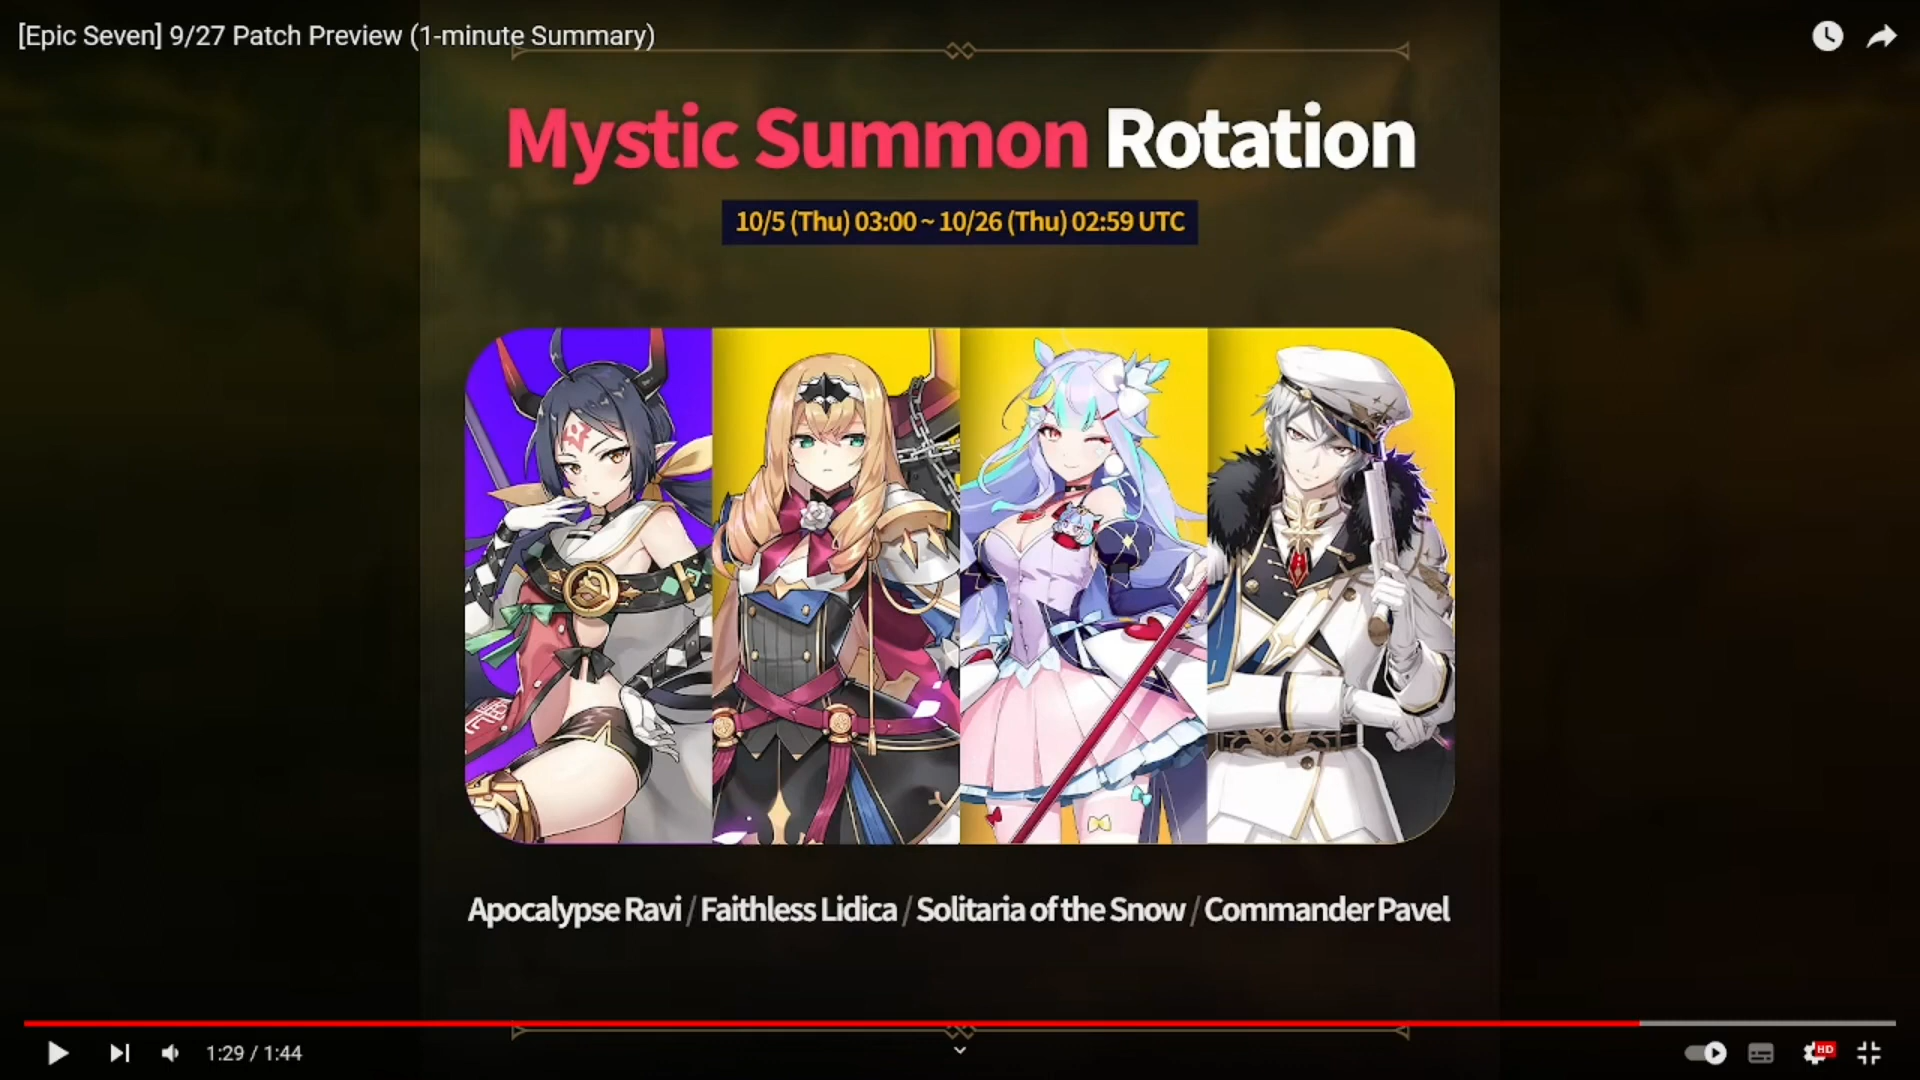 [Epic Seven] 9/27 Patch Preview (1-minute Summary)
Mystic Summon Rotation
10/5 (Thu) 03:00 ~ 10/26 (Thu) 02:59 UTC
Apocalypse Ravi / Faithless Lidica / Solitaria of the Snow / Commander Pavel
1:29 / 1:44
HD